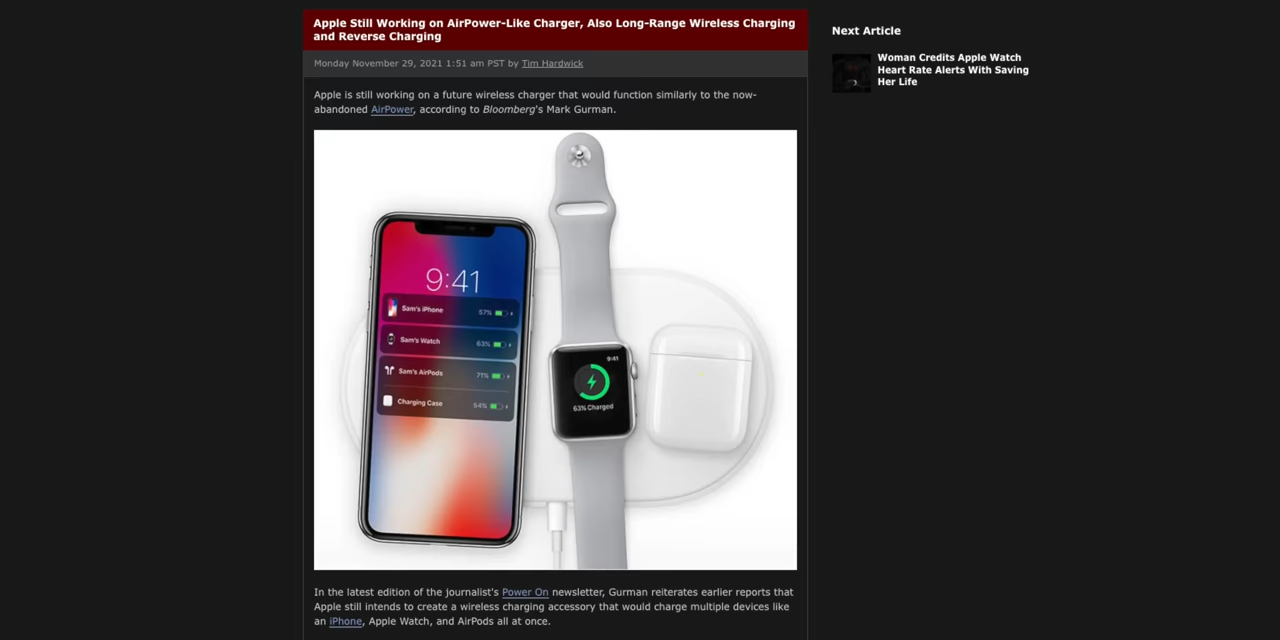 Apple Still Working on AirPower-Like Charger, Also Long-Range Wireless Charging
and Reverse Charging
Monday November 29, 2021 1:51 am PST by Tim Hardwick
Apple is still working on a future wireless charger that would function similarly to the now-
abandoned AirPower, according to Bloomberg's Mark Gurman.
9:41
Sam's iPhone 57%
Sam's Watch 63%
Sam's AirPods 71%
Charging Case 54%
9:41
63% Charged
In the latest edition of the journalist's Power On newsletter, Gurman reiterates earlier reports that
Apple still intends to create a wireless charging accessory that would charge multiple devices like
an iPhone, Apple Watch, and AirPods all at once.
Next Article
Woman Credits Apple Watch
Heart Rate Alerts With Saving
Her Life